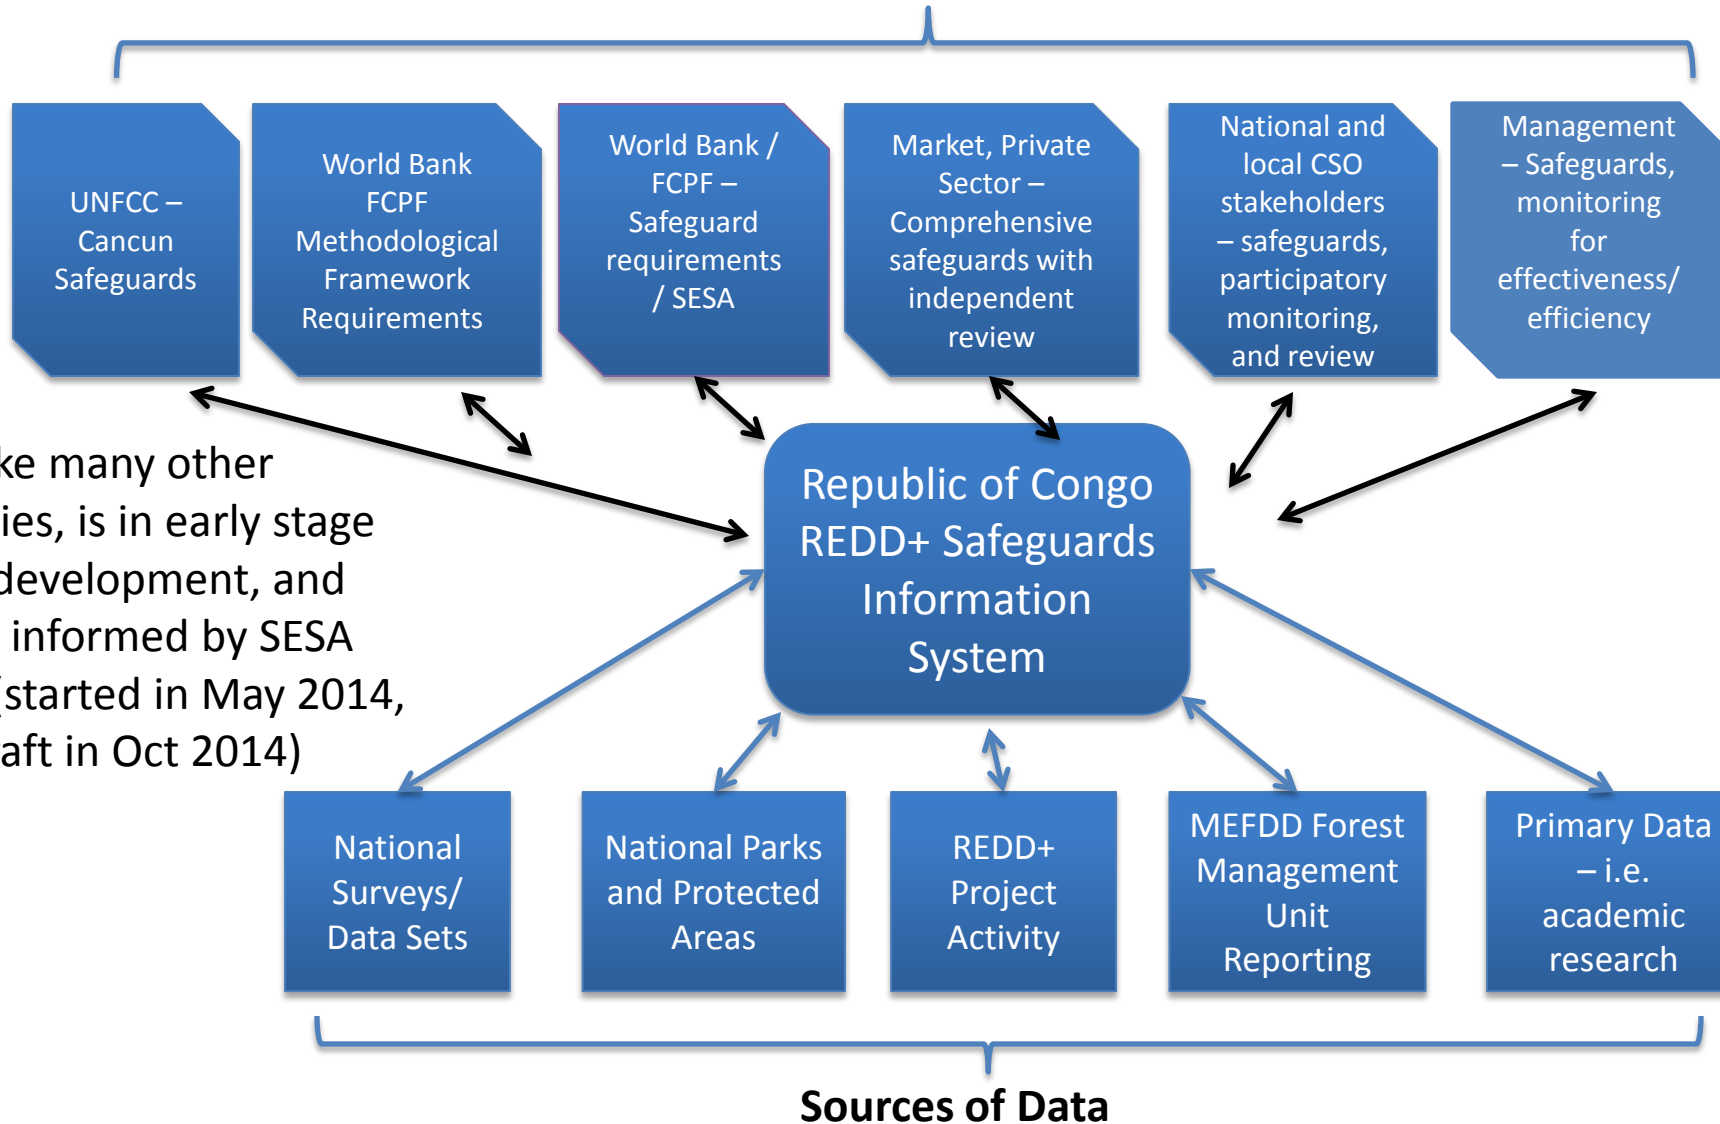 UNFCC –
Cancun
Safeguards
World Bank
FCPF
Methodological
Framework
Requirements
World Bank /
FCPF –
Safeguard
requirements
/ SESA
Market, Private
Sector –
Comprehensive
safeguards with
independent
review
National and
local CSO
stakeholders
– safeguards,
participatory
monitoring,
and review
Management
– Safeguards,
monitoring
for
effectiveness/
efficiency
ke many other
ies, is in early stage
development, and
informed by SESA
(started in May 2014,
aft in Oct 2014)
Republic of Congo
REDD+ Safeguards
Information
System
National
Surveys/
Data Sets
National Parks
and Protected
Areas
REDD+
Project
Activity
MEFDD Forest
Management
Unit
Reporting
Primary Data
– i.e.
academic
research
Sources of Data